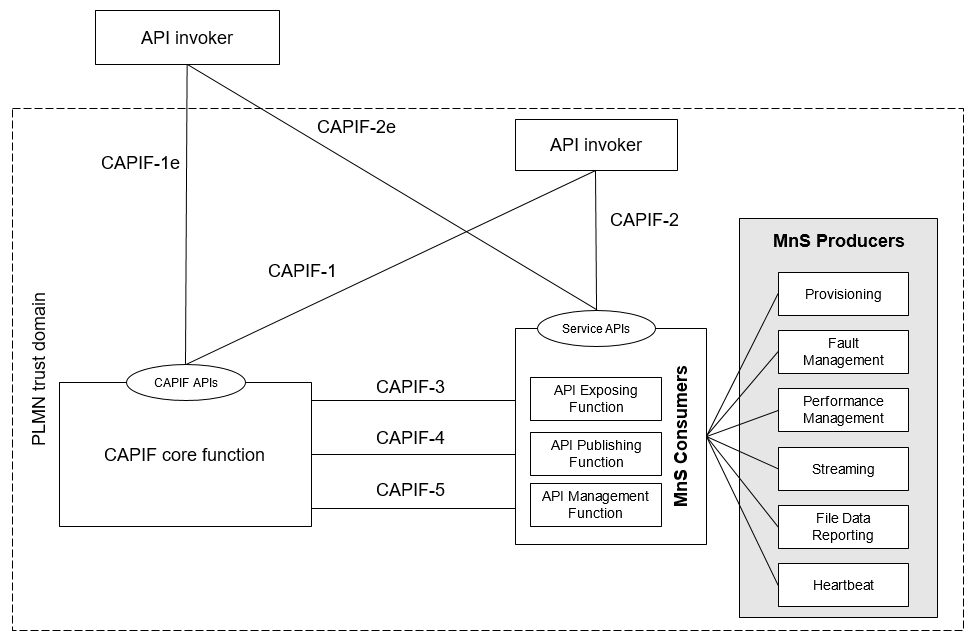 API invoker
CAPIF-2e
API invoker
CAPIF-1e
CAPIF-2
MnS Producers
CAPIF-1
Provisioning
PLMN trust domain
Service APIs
Fault
Management
CAPIF APIs
CAPIF-3
API Exposing
Function
MnS Consumers
Performance
Management
CAPIF core function
CAPIF-4
API Publishing
Function
Streaming
CAPIF-5
API Management
Function
File Data
Reporting
Heartbeat